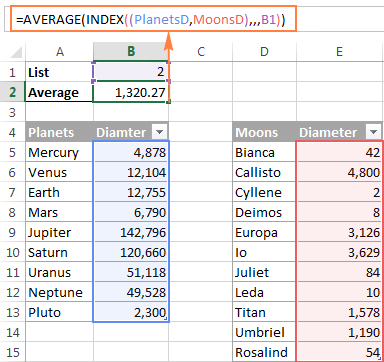 =AVERAGE(INDEX((PlanetsD,MoonsD),,,B1))
A B C D E
1 List 2
2 Average 1,320.27
3
4 Planets Diamter Moons Diameter
5 Mercury 4,878 Bianca 42
6 Venus 12,104 Callisto 4,800
7 Earth 12,755 Cyllene 2
8 Mars 6,790 Deimos 8
9 Jupiter 142,796 Europa 3,126
10 Saturn 120,660 Io 3,629
11 Uranus 51,118 Juliet 84
12 Neptune 49,528 Leda 10
13 Pluto 2,300 Titan 1,578
14 Umbriel 1,190
15 Rosalind 54